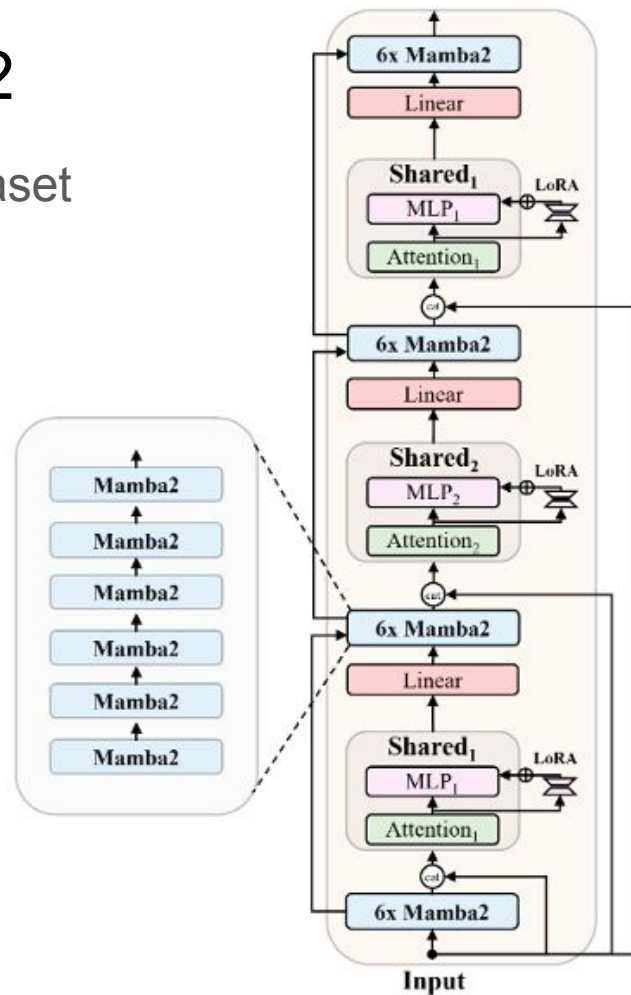 2
aset
6x Mamba2
Linear
Shared₁
LoRA
MLP₁
Attention₁
cat
6x Mamba2
Linear
Shared₂
LoRA
MLP₂
Attention₂
cat
6x Mamba2
Linear
Shared₁
LoRA
MLP₁
Attention₁
cat
6x Mamba2
Input
Mamba2
Mamba2
Mamba2
Mamba2
Mamba2
Mamba2